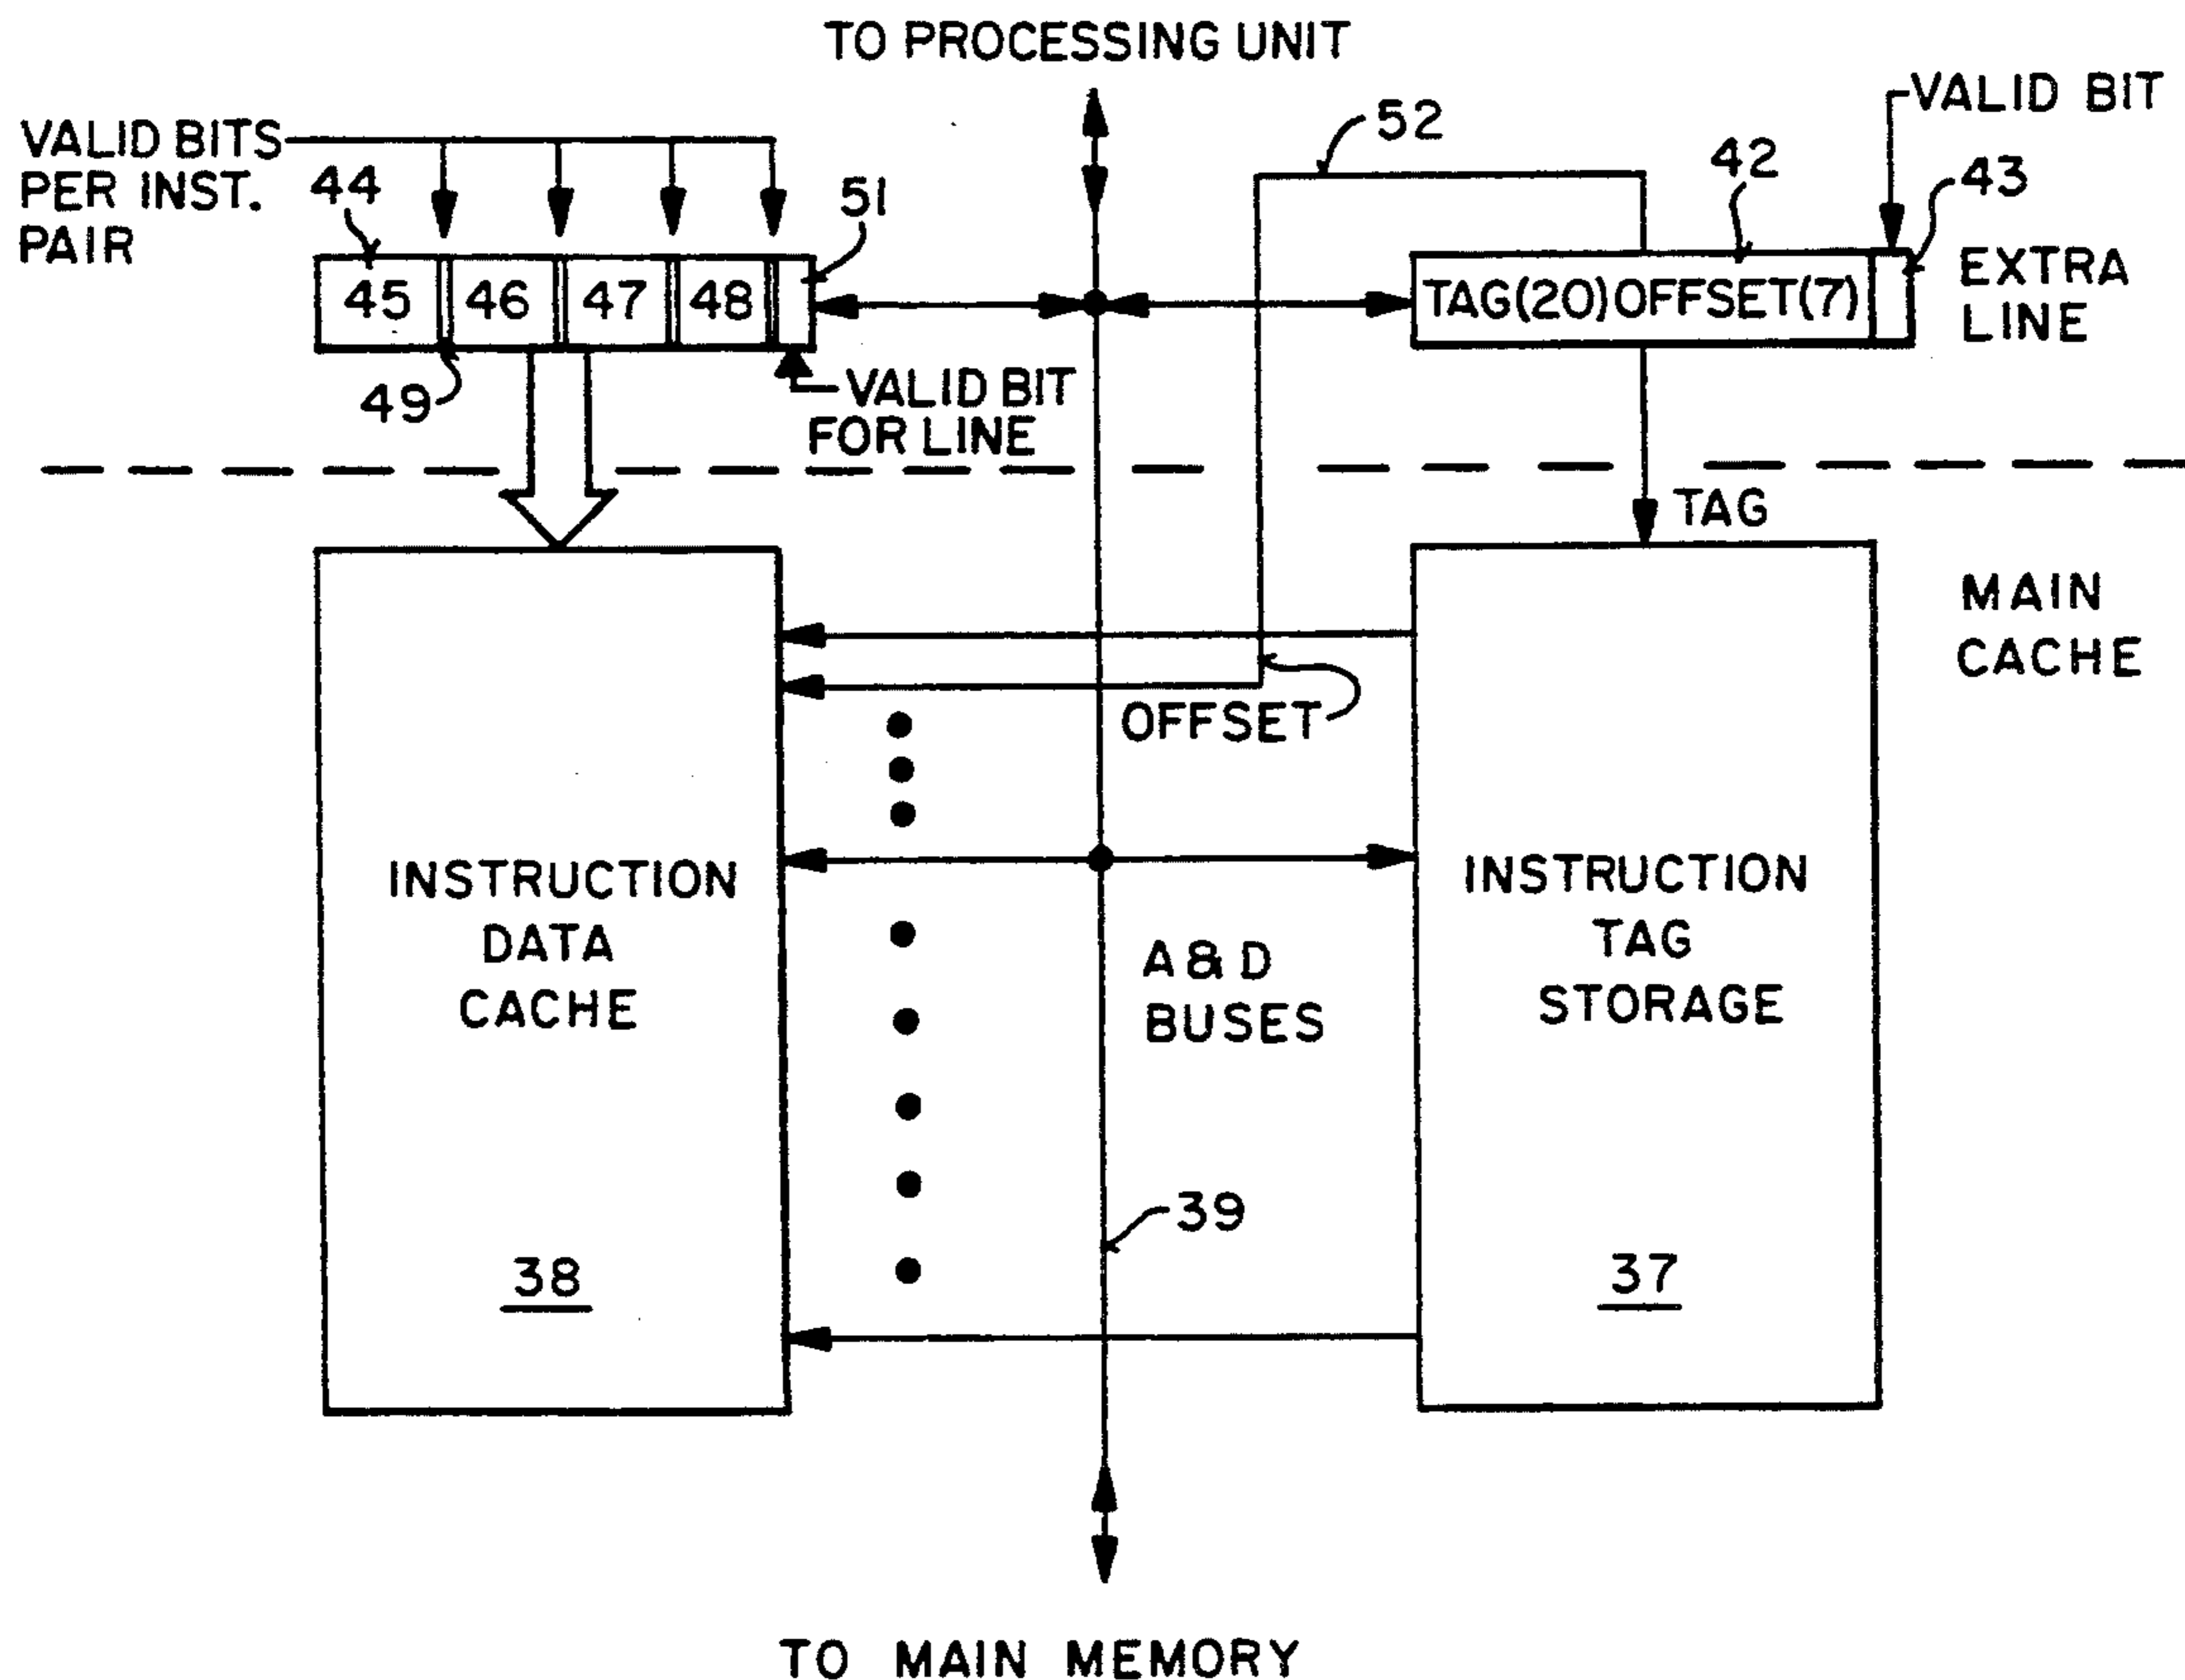 TO PROCESSING UNIT
VALID BITS
PER INST.
PAIR
44
51
52
42
VALID BIT
43
45 46 47 48
TAG(20)OFFSET(7)
EXTRA
LINE
49
VALID BIT
FOR LINE
TAG
MAIN
CACHE
OFFSET
INSTRUCTION
DATA
CACHE
38
A & D
BUSES
39
INSTRUCTION
TAG
STORAGE
37
TO MAIN MEMORY